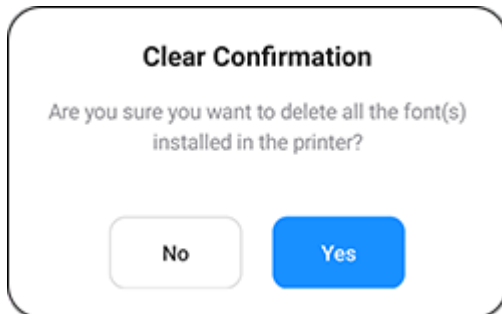 Clear Confirmation
Are you sure you want to delete all the font(s)
installed in the printer?
No
Yes